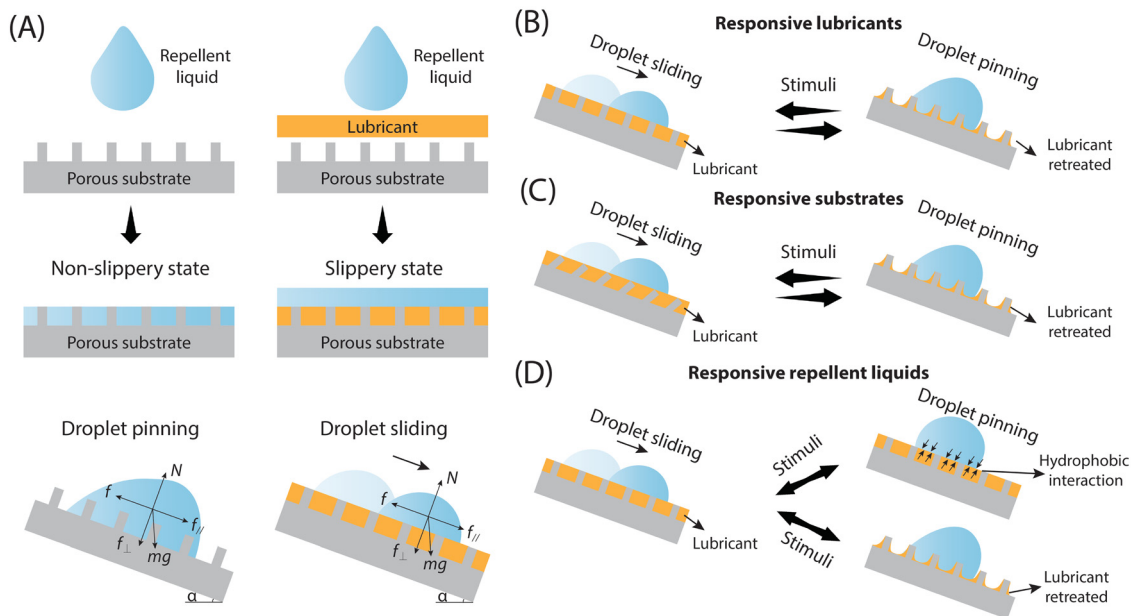 (A)
Repellent
liquid
Porous substrate
Non-slippery state
Porous substrate
Repellent
liquid
Lubricant
Porous substrate
Slippery state
Porous substrate
Droplet pinning
N
f
f//
f⊥
mg
α
Droplet sliding
N
f
f//
f⊥
mg
α
(B)
Responsive lubricants
Droplet sliding
Lubricant
Stimuli
Droplet pinning
Lubricant
retreated
(C)
Responsive substrates
Droplet sliding
Lubricant
Stimuli
Droplet pinning
Lubricant
retreated
(D)
Responsive repellent liquids
Droplet sliding
Lubricant
Stimuli
Stimuli
Droplet pinning
Hydrophobic
interaction
Lubricant
retreated